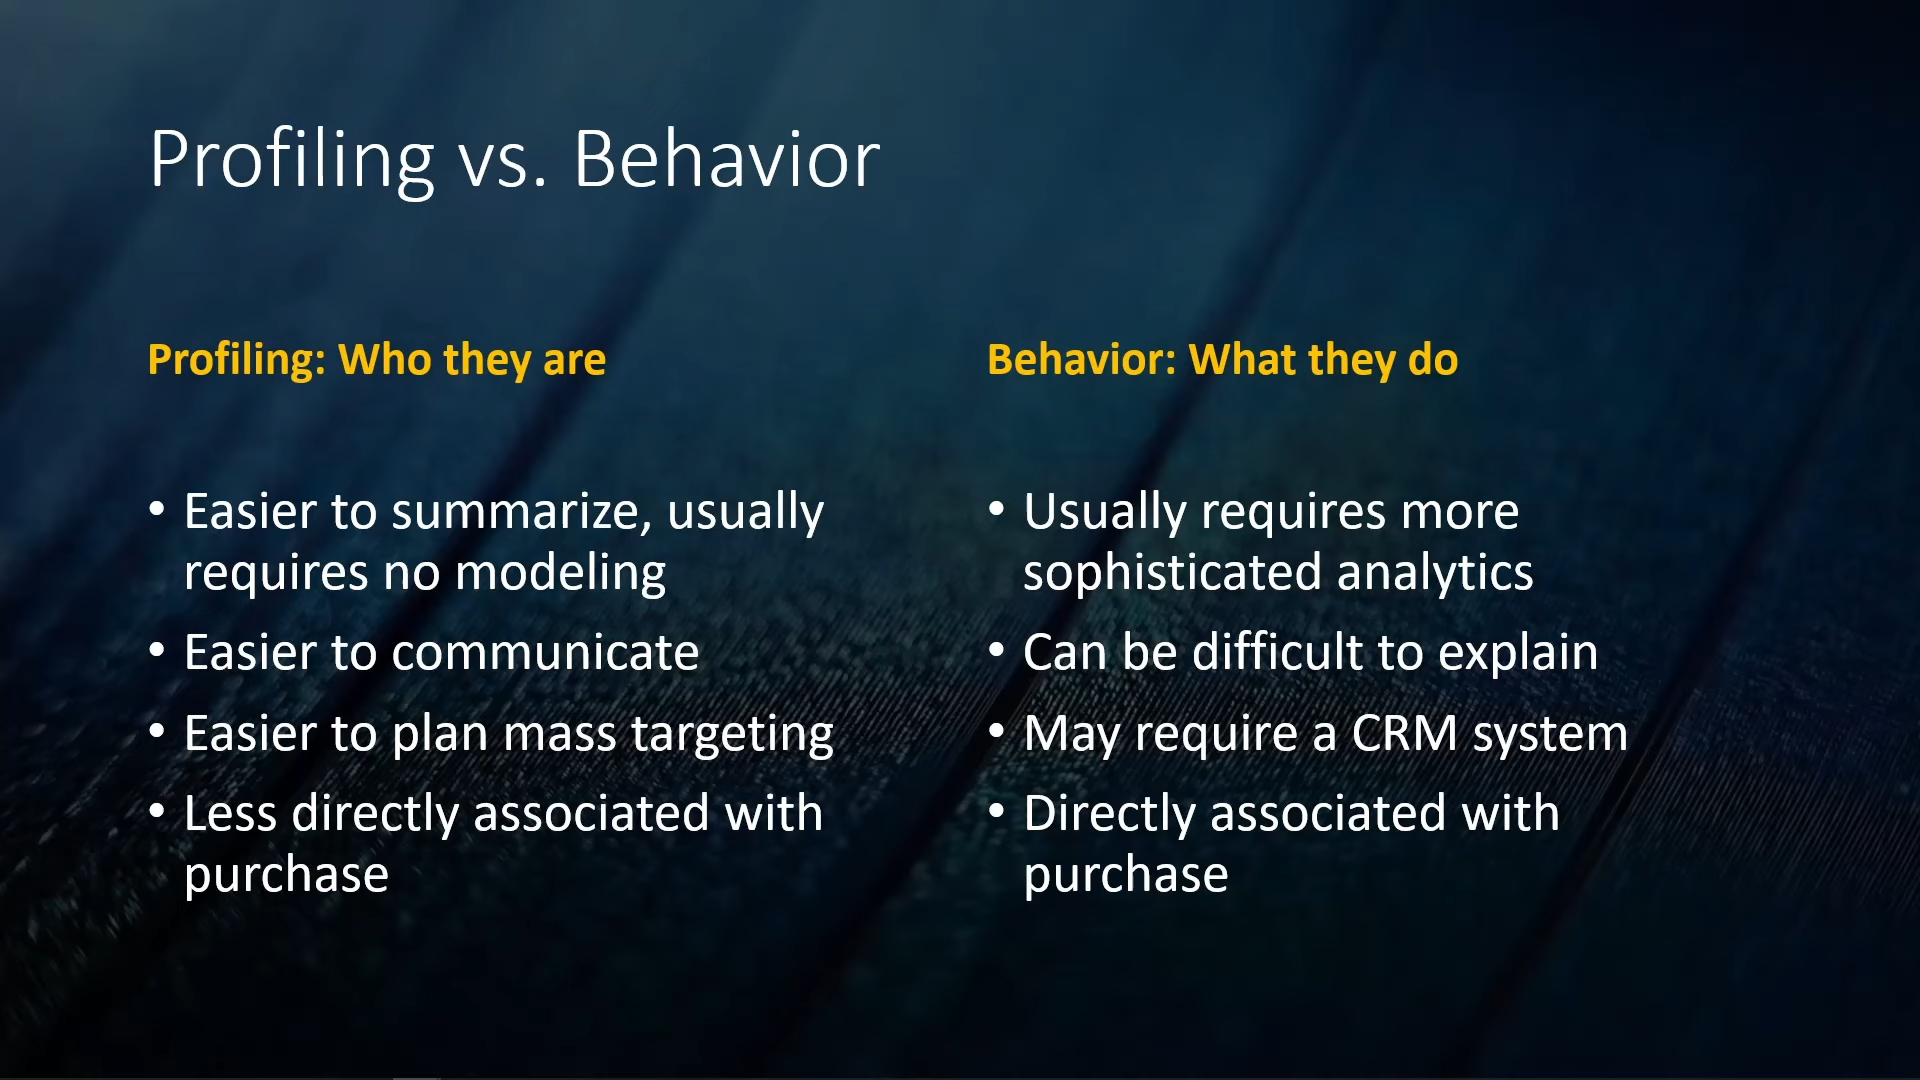 Profiling vs. Behavior
Profiling: Who they are
• Easier to summarize, usually
requires no modeling
• Easier to communicate
• Easier to plan mass targeting
• Less directly associated with
purchase
Behavior: What they do
• Usually requires more
sophisticated analytics
• Can be difficult to explain
• May require a CRM system
• Directly associated with
purchase